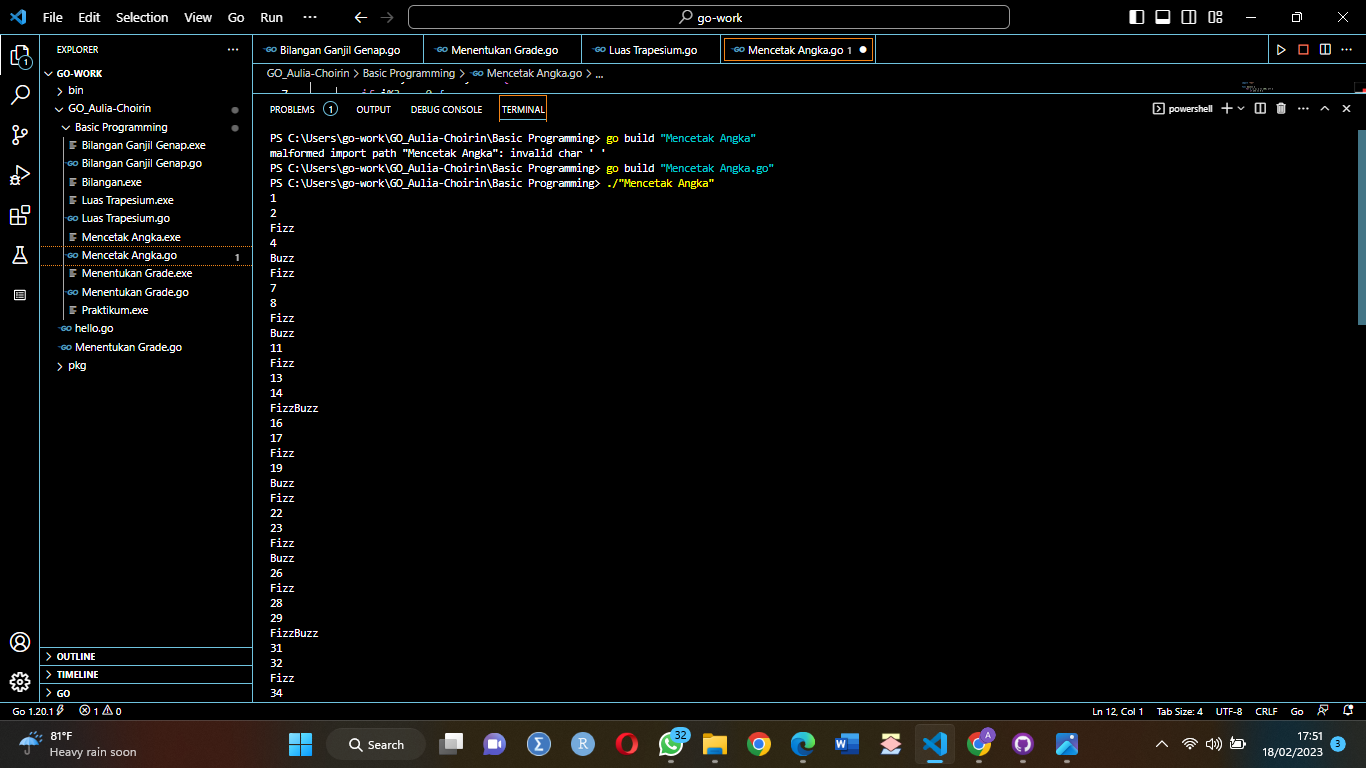 File Edit Selection View Go Run ··· go-work
EXPLORER ···
GO-WORK
bin
GO_Aulia-Choirin
Basic Programming
Bilangan Ganjil Genap.exe
Bilangan Ganjil Genap.go
Bilangan.exe
Luas Trapesium.exe
Luas Trapesium.go
Mencetak Angka.exe
Mencetak Angka.go 1
Menentukan Grade.exe
Menentukan Grade.go
Praktikum.exe
hello.go
Menentukan Grade.go
pkg
OUTLINE
TIMELINE
GO
1
Bilangan Ganjil Genap.go Menentukan Grade.go Luas Trapesium.go Mencetak Angka.go 1
GO_Aulia-Choirin > Basic Programming > Mencetak Angka.go > ...
PROBLEMS 1 OUTPUT DEBUG CONSOLE TERMINAL powershell
PS C:\Users\go-work\GO_Aulia-Choirin\Basic Programming> go build "Mencetak Angka"
malformed import path "Mencetak Angka": invalid char ' '
PS C:\Users\go-work\GO_Aulia-Choirin\Basic Programming> go build "Mencetak Angka.go"
PS C:\Users\go-work\GO_Aulia-Choirin\Basic Programming> ./"Mencetak Angka"
1
2
Fizz
4
Buzz
Fizz
7
8
Fizz
Buzz
11
Fizz
13
14
FizzBuzz
16
17
Fizz
19
Buzz
Fizz
22
23
Fizz
Buzz
26
Fizz
28
29
FizzBuzz
31
32
Fizz
34
Go 1.20.1 1 0 Ln 12, Col 1 Tab Size: 4 UTF-8 CRLF Go
81°F
Heavy rain soon
Search
32
A
17:51
18/02/2023
3